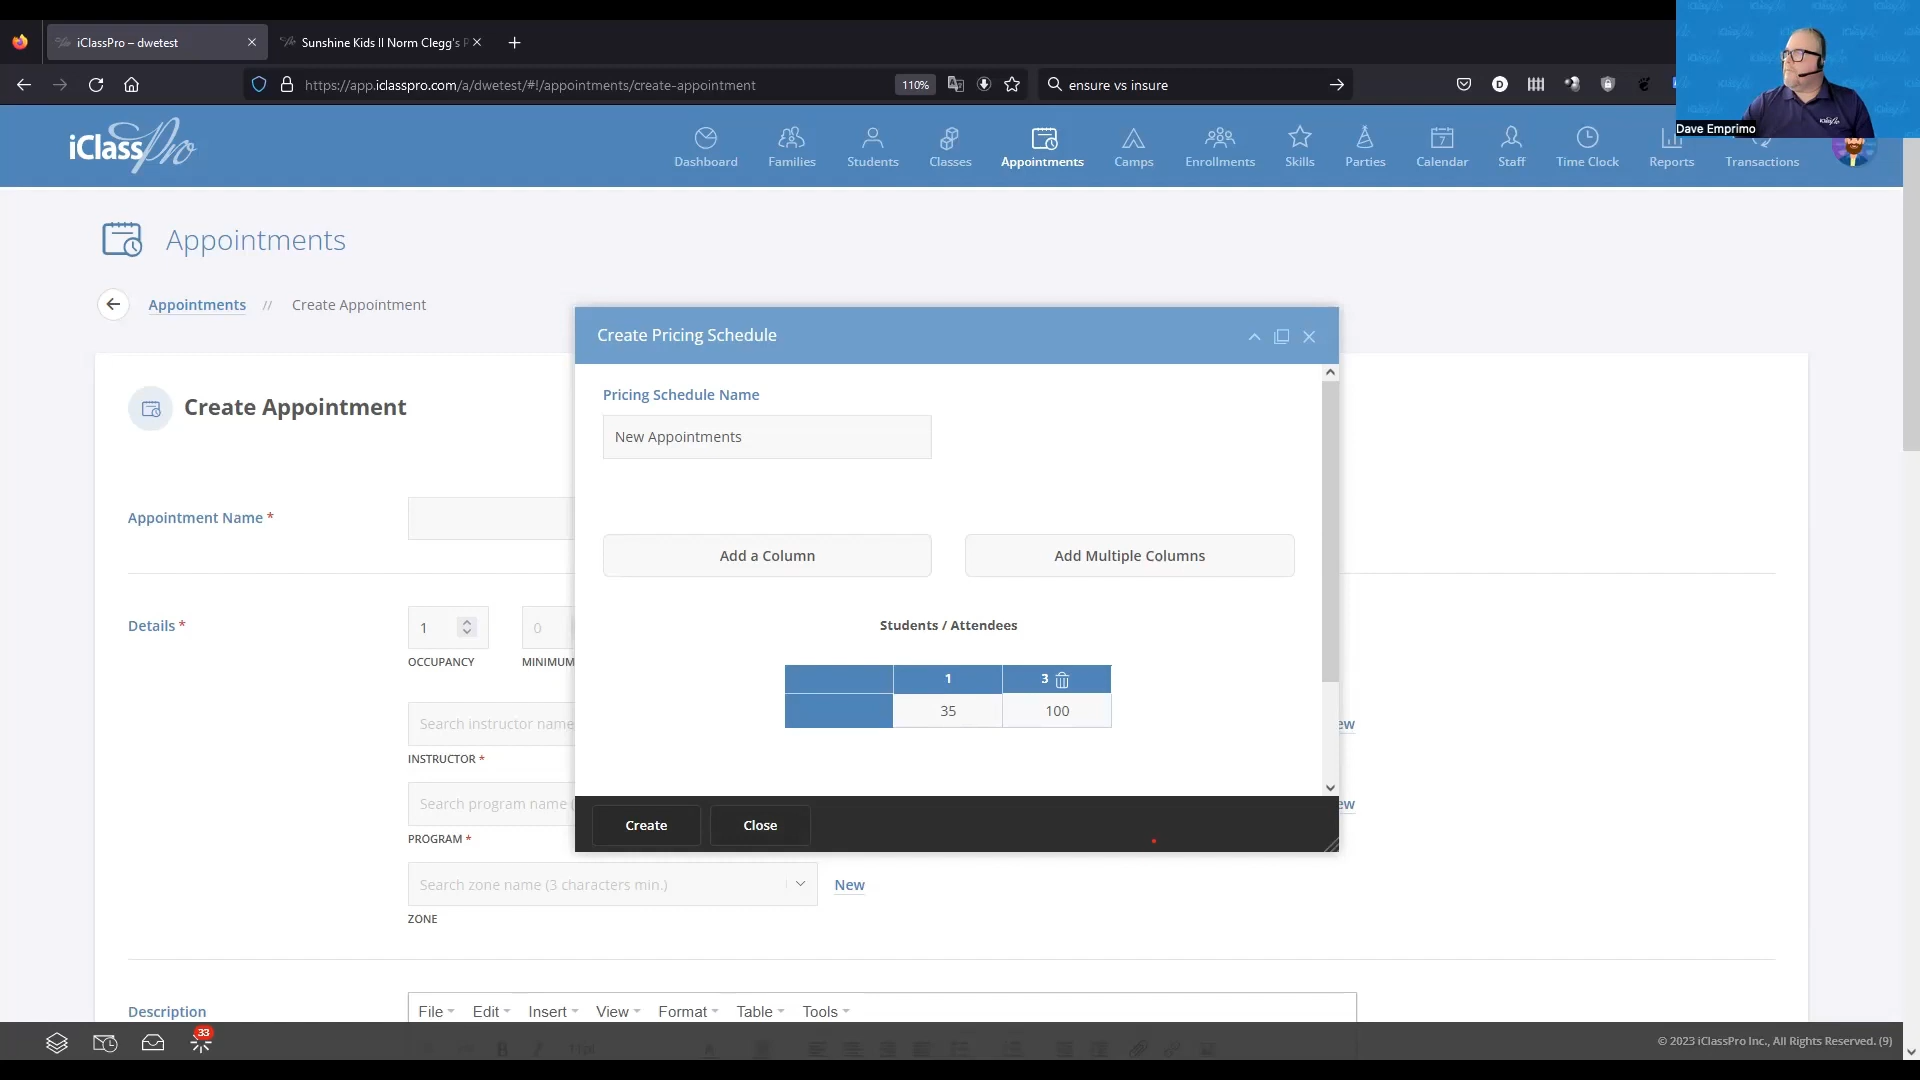 iClassPro – dwetest
Sunshine Kids II Norm Clegg's P
https://app.iclasspro.com/a/dwetest/#!/appointments/create-appointment
110%
ensure vs insure
Dave Emprimo
iClassPro
Dashboard
Families
Students
Classes
Appointments
Camps
Enrollments
Skills
Parties
Calendar
Staff
Time Clock
Reports
Transactions
Appointments
Appointments // Create Appointment
Create Appointment
Appointment Name *
Details *
1
OCCUPANCY
0
MINIMUM
Search instructor name
INSTRUCTOR *
Search program name (
PROGRAM *
Search zone name (3 characters min.)
New
ZONE
Create Pricing Schedule
Pricing Schedule Name
New Appointments
Add a Column
Add Multiple Columns
Students / Attendees
1 3
35 100
Create
Close
ew
ew
Description
File Edit Insert View Format Table Tools
33
© 2023 iClassPro Inc., All Rights Reserved. (9)